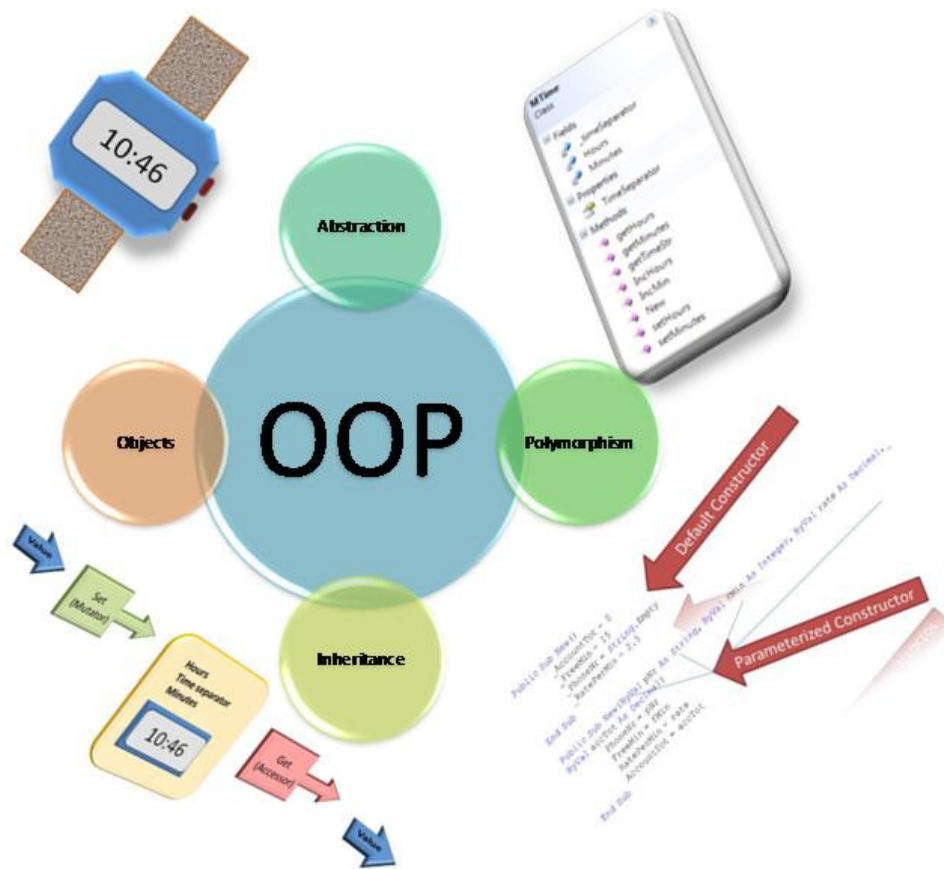 10:46
MTime
Class
Fields
_timeSeparator
Hours
Minutes
Properties
TimeSeparator
Methods
getHours
getMinutes
getTimeStr
IncHours
IncMin
New
setHours
setMinutes
Abstraction
Objects
OOP
Polymorphism
Inheritance
Value
Set
(Mutator)
Hours
Time separator
Minutes
10:46
Get
(Accessor)
Value
Default Constructor
Parameterized Constructor
Public Sub New()
_AccountTot = 0
_FreeMin = 15
_PhoneNr = String.Empty
_RatePerMin = 2.5
End Sub
Public Sub New(ByVal pNr As String, ByVal fMin As Integer, ByVal rate As Decimal,_
ByVal accTot As Decimal)
PhoneNr = pNr
FreeMin = fMin
RatePerMin = rate
AccountTot = accTot
End Sub